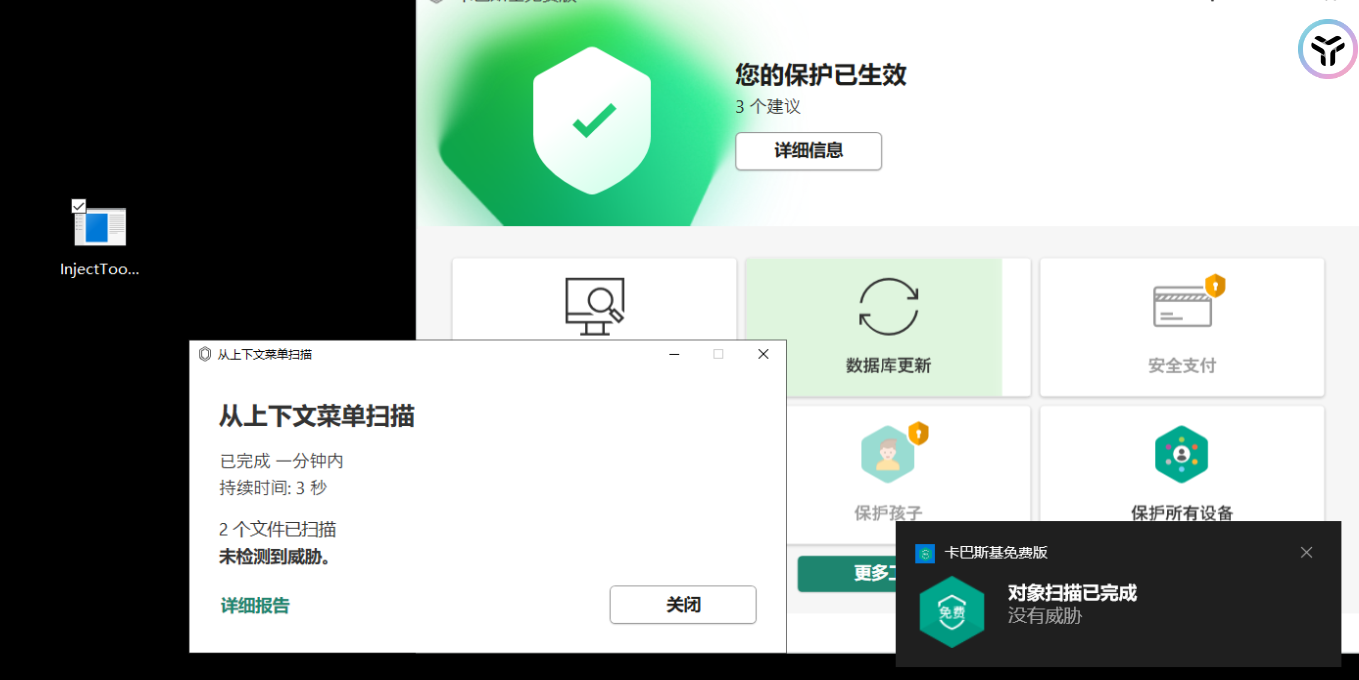 您的保护已生效
3 个建议
详细信息
InjectToo...
数据库更新
安全支付
从上下文菜单扫描
从上下文菜单扫描
已完成 一分钟内
持续时间: 3 秒
2 个文件已扫描
未检测到威胁。
详细报告
关闭
保护孩子
保护所有设备
更多
卡巴斯基免费版
免费
对象扫描已完成
没有威胁